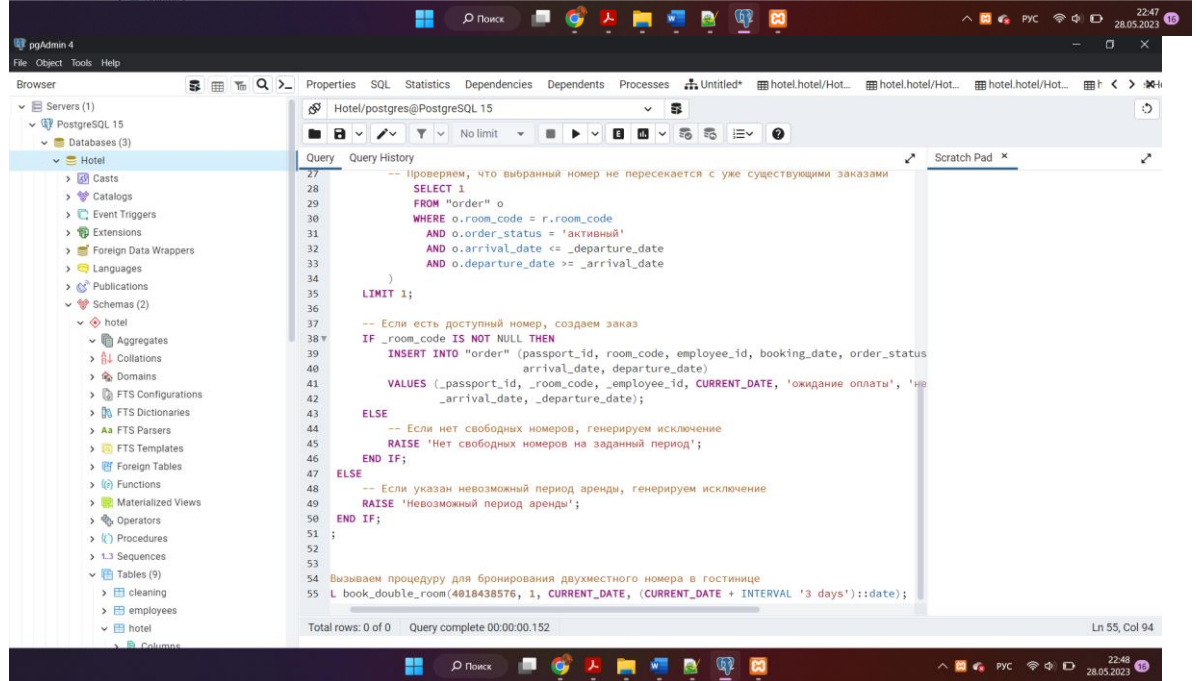 Поиск
РУС
22:47
28.05.2023
16
pgAdmin 4
File Object Tools Help
Browser
Properties SQL Statistics Dependencies Dependents Processes Untitled* hotel.hotel/Hot... hotel.hotel/Hot... hotel.hotel/Hot...
Servers (1)
Hotel/postgres@PostgreSQL 15
PostgreSQL 15
Databases (3)
No limit
Hotel
Query Query History
Scratch Pad
Casts
Catalogs
Event Triggers
Extensions
Foreign Data Wrappers
Languages
Publications
Schemas (2)
hotel
Aggregates
Collations
Domains
FTS Configurations
FTS Dictionaries
FTS Parsers
FTS Templates
Foreign Tables
Functions
Materialized Views
Operators
Procedures
1..3 Sequences
Tables (9)
cleaning
employees
hotel
Columns
27 -- Проверяем, что выбранный номер не пересекается с уже существующими заказами
28 SELECT 1
29 FROM "order" o
30 WHERE o.room_code = r.room_code
31 AND o.order_status = 'активный'
32 AND o.arrival_date <= _departure_date
33 AND o.departure_date >= _arrival_date
34 )
35 LIMIT 1;
36
37 -- Если есть доступный номер, создаем заказ
38 IF _room_code IS NOT NULL THEN
39 INSERT INTO "order" (passport_id, room_code, employee_id, booking_date, order_status
40 arrival_date, departure_date)
41 VALUES (_passport_id, _room_code, _employee_id, CURRENT_DATE, 'ожидание оплаты', 'не
42 _arrival_date, _departure_date);
43 ELSE
44 -- Если нет свободных номеров, генерируем исключение
45 RAISE 'Нет свободных номеров на заданный период';
46 END IF;
47 ELSE
48 -- Если указан невозможный период аренды, генерируем исключение
49 RAISE 'Невозможный период аренды';
50 END IF;
51 ;
52
53
54 Вызываем процедуру для бронирования двухместного номера в гостинице
55 L book_double_room(4018438576, 1, CURRENT_DATE, (CURRENT_DATE + INTERVAL '3 days')::date);
Total rows: 0 of 0 Query complete 00:00:00.152
Ln 55, Col 94
Поиск
РУС
22:48
28.05.2023
16